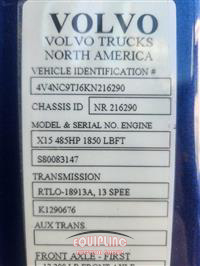 VOLVO
VOLVO TRUCKS
NORTH AMERICA
VEHICLE IDENTIFICATION #
4V4NC9TJ6KN216290
CHASSIS ID NR 216290
MODEL & SERIAL NO. ENGINE
X15 485HP 1850 LBFT
S80083147
TRANSMISSION
RTLO-18913A, 13 SPEE
K1290676
AUX TRANS
EQUIPLINC
FRONT AXLE - FIRST